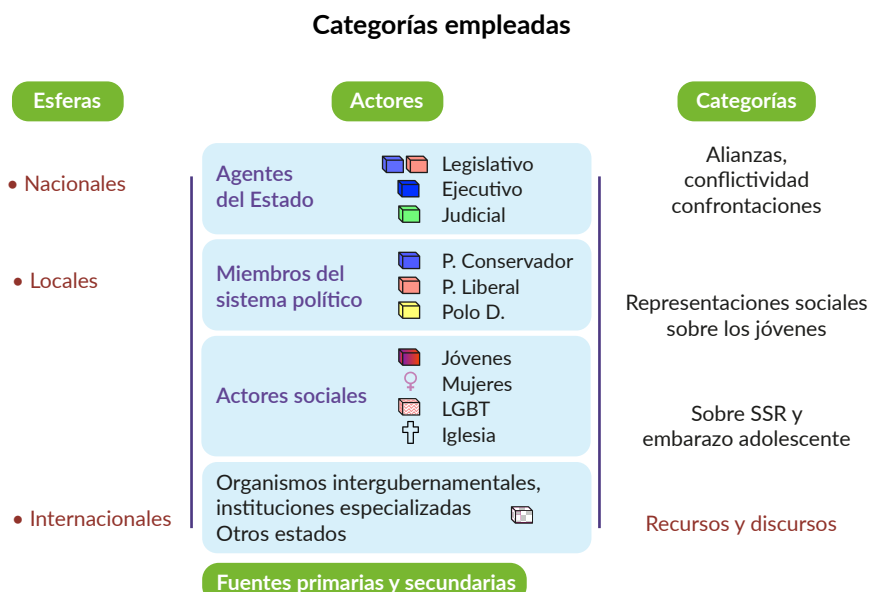 Categorías empleadas
Esferas
Actores
Categorías
• Nacionales
• Locales
• Internacionales
Agentes
del Estado
Legislativo
Ejecutivo
Judicial
Miembros del
sistema político
P. Conservador
P. Liberal
Polo D.
Actores sociales
Jóvenes
Mujeres
LGBT
Iglesia
Organismos intergubernamentales,
instituciones especializadas
Otros estados
Alianzas,
conflictividad
confrontaciones
Representaciones sociales
sobre los jóvenes
Sobre SSR y
embarazo adolescente
Recursos y discursos
Fuentes primarias y secundarias